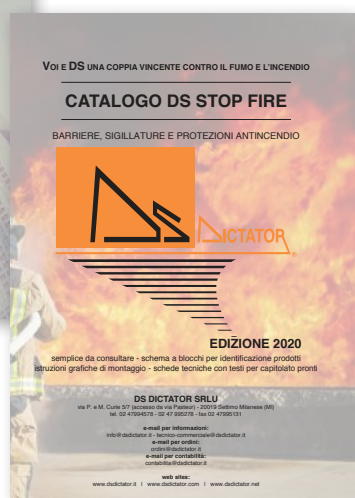 VOI E DS UNA COPPIA VINCENTE CONTRO IL FUMO E L'INCENDIO
CATALOGO DS STOP FIRE
BARRIERE, SIGILLATURE E PROTEZIONI ANTINCENDIO
DICTATOR®
EDIZIONE 2020
semplice da consultare - schema a blocchi per identificazione prodotti
istruzioni grafiche di montaggio - schede tecniche con testi per capitolato pronti
DS DICTATOR SRLU
via P. e M. Curie 5/7 (accesso da via Pasteur) - 20019 Settimo Milanese (MI)
tel. 02 47994578 - 02 47 995278 - fax 02 47995131
e-mail per informazioni:
info@dsdictator.it - tecnico-commerciale@dsdictator.it
e-mail per ordini:
ordini@dsdictator.it
e-mail per contabilità:
contabilita@dsdictator.it
web sites:
www.dsdictator.it I www.dsdictator.com I www.dsdictator.net